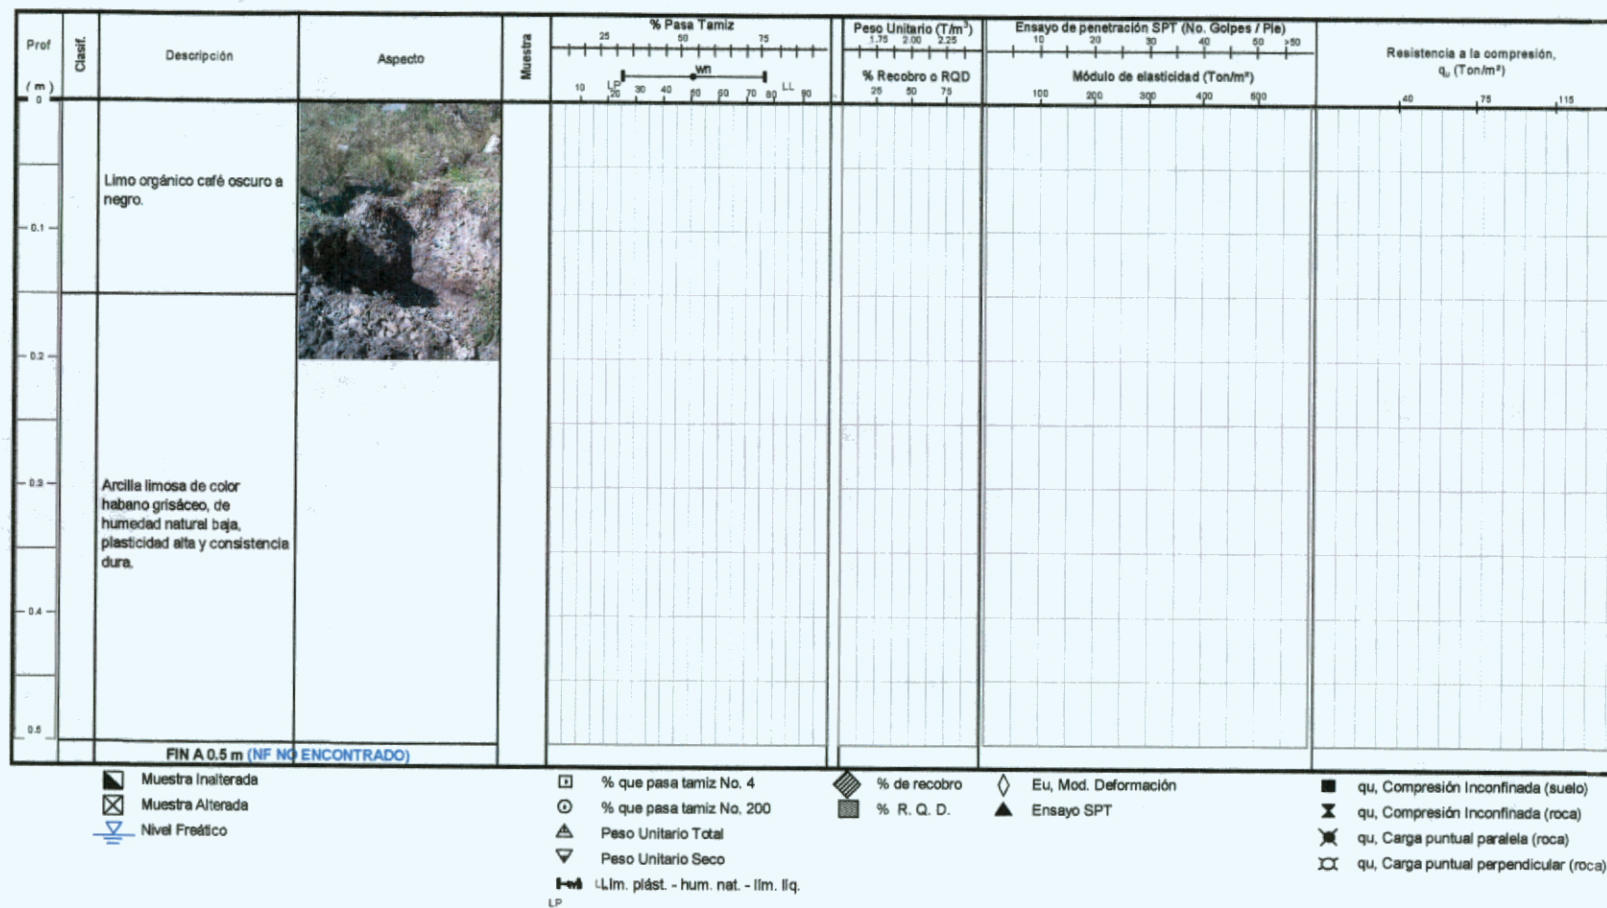 Prof
( m )
Clasif.
Descripción
Aspecto
Muestra
% Pasa Tamiz
25 50 75
wn
LP LL
10 20 30 40 50 60 70 80 90
Peso Unitario (T/m³)
1.75 2.00 2.25
% Recobro o RQD
25 50 75
Ensayo de penetración SPT (No. Golpes / Pie)
10 20 30 40 50 >50
Módulo de elasticidad (Ton/m²)
100 200 300 400 600
Resistencia a la compresión,
qᵤ (Ton/m²)
40 75 115
0
Limo orgánico café oscuro a
negro.
0.1
0.2
0.3
Arcilla limosa de color
habano grisáceo, de
humedad natural baja,
plasticidad alta y consistencia
dura.
0.4
0.5
FIN A 0.5 m (NF NO ENCONTRADO)
Muestra Inalterada
Muestra Alterada
Nivel Freático
% que pasa tamiz No. 4
% que pasa tamiz No. 200
Peso Unitario Total
Peso Unitario Seco
LLím. plást. - hum. nat. - lím. líq.
LP
% de recobro
% R. Q. D.
Eu, Mod. Deformación
Ensayo SPT
qu, Compresión Inconfinada (suelo)
qu, Compresión Inconfinada (roca)
qu, Carga puntual paralela (roca)
qu, Carga puntual perpendicular (roca)